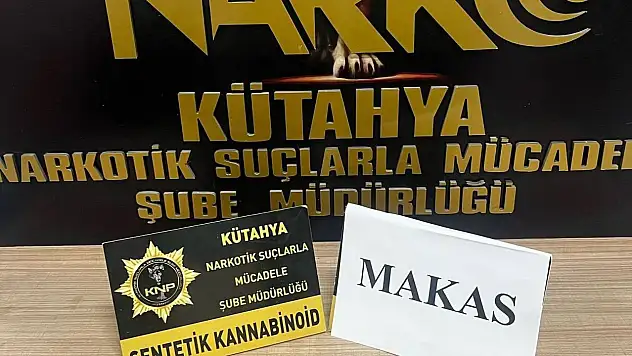 NARKO
KÜTAHYA
NARKOTİK SUÇLARLA MÜCADELE
ŞUBE MÜDÜRLÜĞÜ
KÜTAHYA
NARKOTİK SUÇLARLA
MÜCADELE
ŞUBE MÜDÜRLÜĞÜ
KNP
SENTETİK KANNABİNOİD
MAKAS